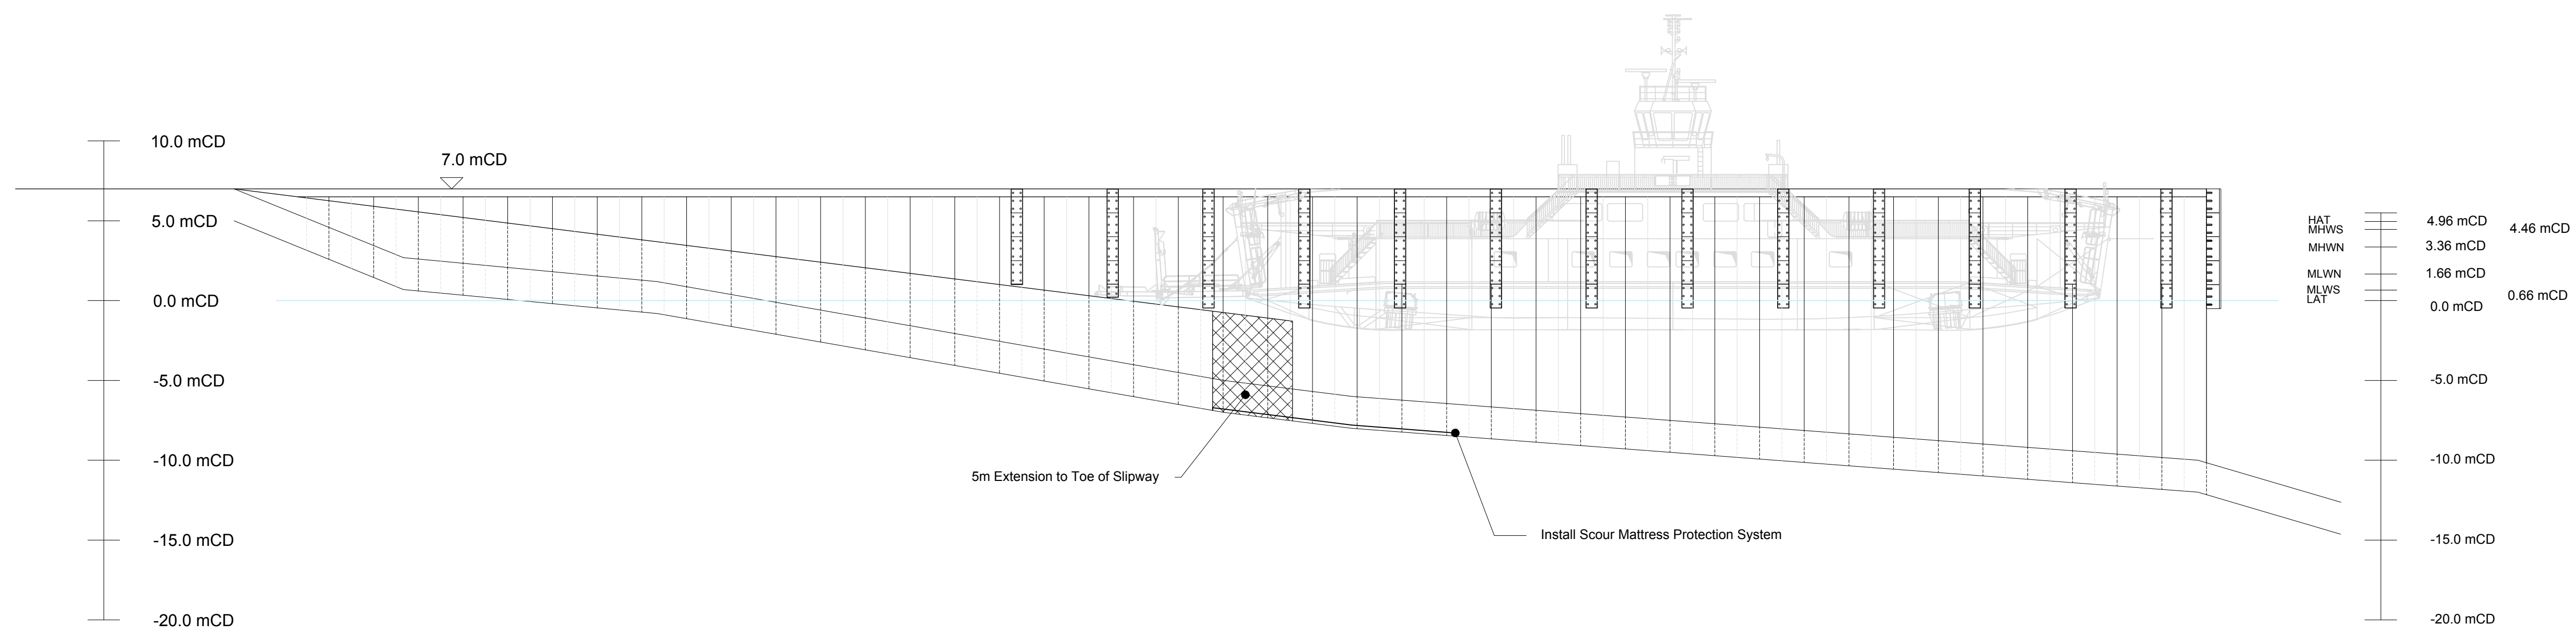 10.0 mCD
7.0 mCD
5.0 mCD
0.0 mCD
-5.0 mCD
-10.0 mCD
-15.0 mCD
-20.0 mCD
5m Extension to Toe of Slipway
Install Scour Mattress Protection System
HAT 4.96 mCD
MHWS 4.46 mCD
MHWN 3.36 mCD
MLWN 1.66 mCD
MLWS 0.66 mCD
LAT 0.0 mCD
-5.0 mCD
-10.0 mCD
-15.0 mCD
-20.0 mCD